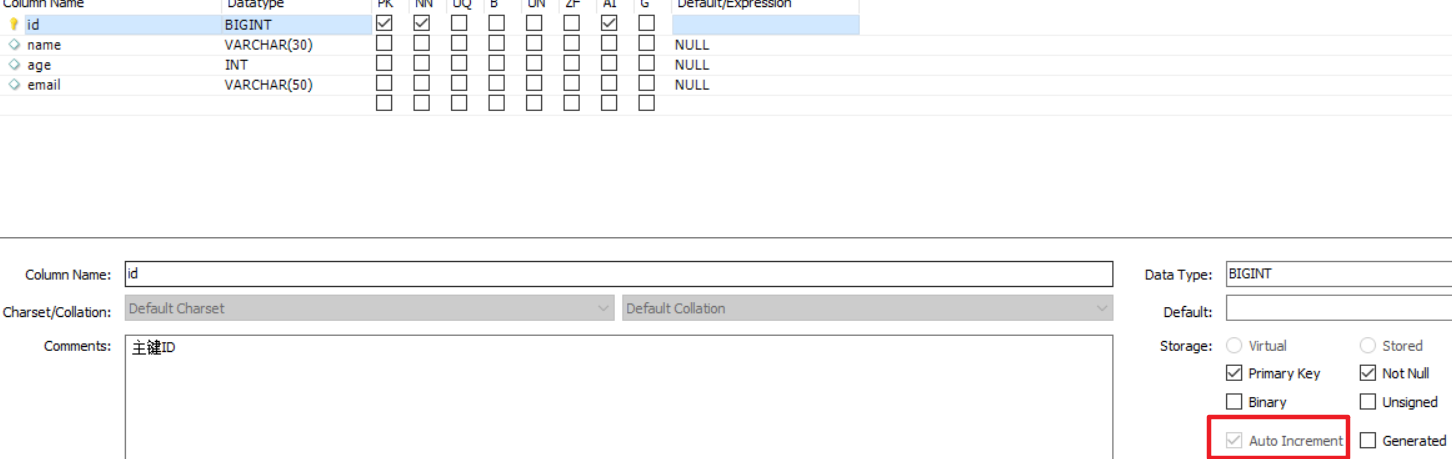 Column Name Datatype PK NN UQ B UN ZF AI G Default/Expression
id BIGINT
name VARCHAR(30) NULL
age INT NULL
email VARCHAR(50) NULL
Column Name: id Data Type: BIGINT
Charset/Collation: Default Charset Default Collation Default:
Comments: 主键ID Storage: Virtual Stored
Primary Key Not Null
Binary Unsigned
Auto Increment Generated